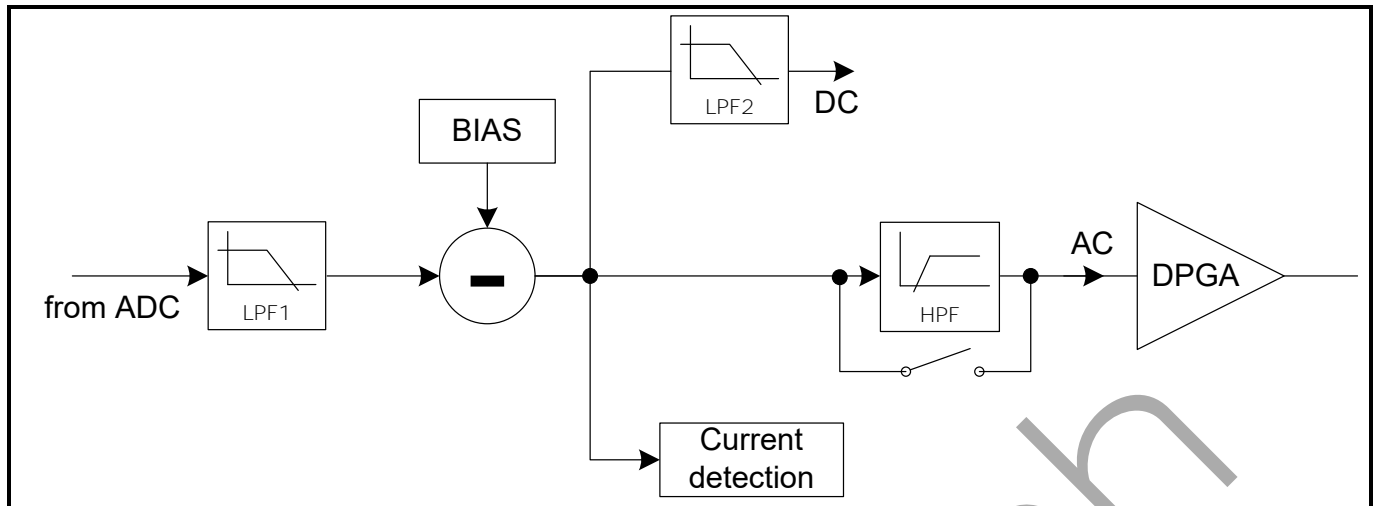 LPF2
DC
BIAS
AC
DPGA
from ADC
LPF1
HPF
Current
detection